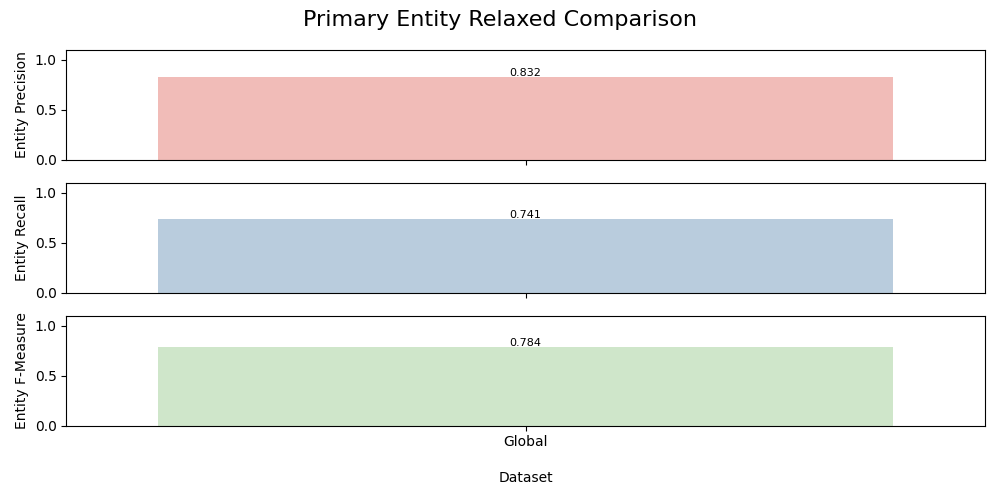 Primary Entity Relaxed Comparison
Entity Precision
1.0
0.5
0.0
0.832
Entity Recall
1.0
0.5
0.0
0.741
Entity F-Measure
1.0
0.5
0.0
0.784
Global
Dataset